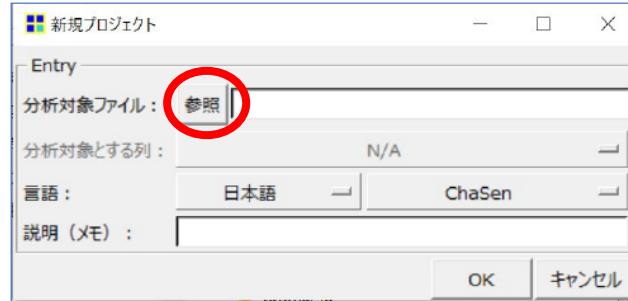 新規プロジェクト
Entry
分析対象ファイル： 参照
分析対象とする列： N/A
言語： 日本語 ChaSen
説明（メモ）：
OK キャンセル